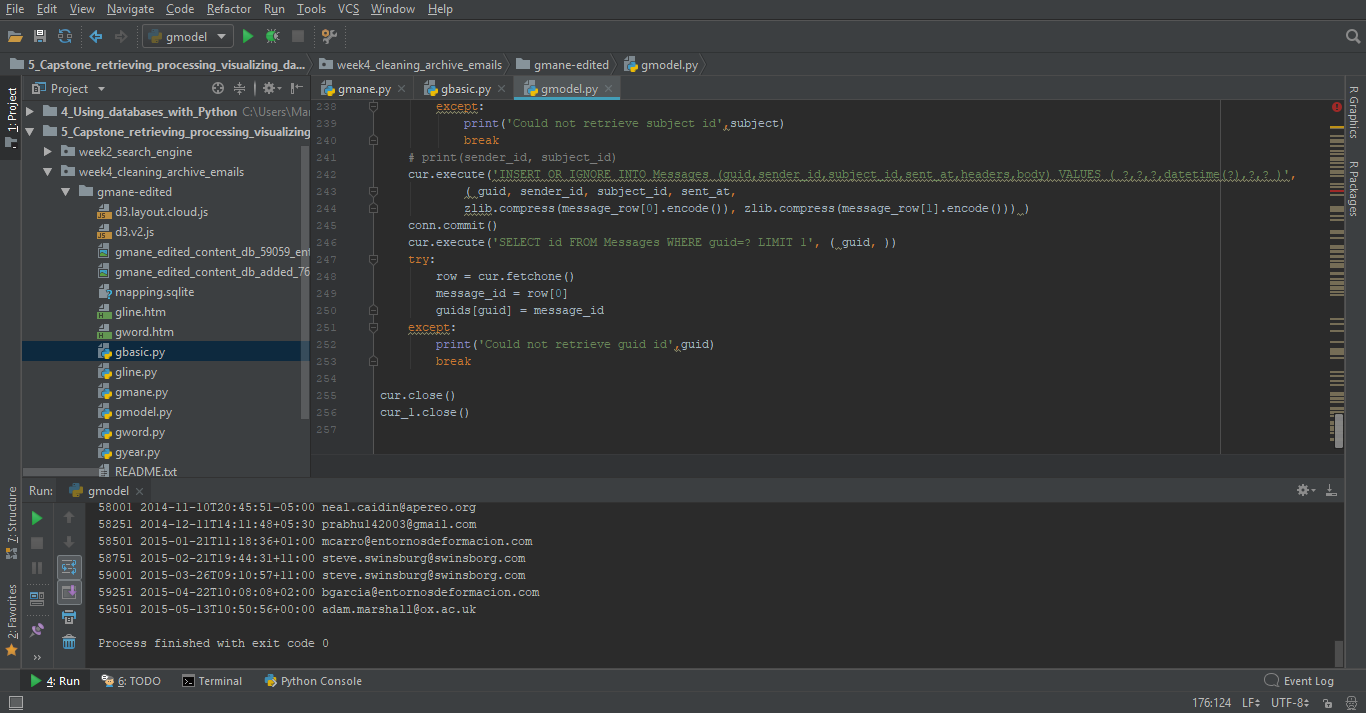 File Edit View Navigate Code Refactor Run Tools VCS Window Help
gmodel
5_Capstone_retrieving_processing_visualizing_da... week4_cleaning_archive_emails gmane-edited gmodel.py
1: Project
Project
gmane.py gbasic.py gmodel.py
4_Using_databases_with_Python C:\Users\Mar
5_Capstone_retrieving_processing_visualizing
week2_search_engine
week4_cleaning_archive_emails
gmane-edited
d3.layout.cloud.js
d3.v2.js
gmane_edited_content_db_59059_en
gmane_edited_content_db_added_76
mapping.sqlite
gline.htm
gword.htm
gbasic.py
gline.py
gmane.py
gmodel.py
gword.py
gyear.py
README.txt
238 except:
239 print('Could not retrieve subject id',subject)
240 break
241 # print(sender_id, subject_id)
242 cur.execute('INSERT OR IGNORE INTO Messages (guid,sender_id,subject_id,sent_at,headers,body) VALUES ( ?,?,?,datetime(?),?,? )',
243 ( guid, sender_id, subject_id, sent_at,
244 zlib.compress(message_row[0].encode()), zlib.compress(message_row[1].encode())) )
245 conn.commit()
246 cur.execute('SELECT id FROM Messages WHERE guid=? LIMIT 1', ( guid, ))
247 try:
248 row = cur.fetchone()
249 message_id = row[0]
250 guids[guid] = message_id
251 except:
252 print('Could not retrieve guid id',guid)
253 break
254
255 cur.close()
256 cur_1.close()
257
R Graphics
R Packages
Run: gmodel
58001 2014-11-10T20:45:51-05:00 neal.caidin@apereo.org
58251 2014-12-11T14:11:48+05:30 prabhu142003@gmail.com
58501 2015-01-21T11:18:36+01:00 mcarro@entornosdeformacion.com
58751 2015-02-21T19:44:31+11:00 steve.swinsburg@swinsborg.com
59001 2015-03-26T09:10:57+11:00 steve.swinsburg@swinsborg.com
59251 2015-04-22T10:08:08+02:00 bgarcia@entornosdeformacion.com
59501 2015-05-13T10:50:56+00:00 adam.marshall@ox.ac.uk
Process finished with exit code 0
7: Structure
2: Favorites
4: Run 6: TODO Terminal Python Console Event Log
176:124 LF UTF-8